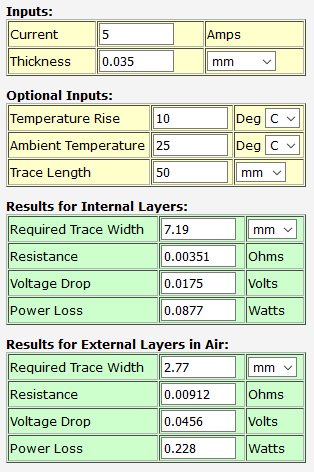 Inputs:
Current 5 Amps
Thickness 0.035 mm
Optional Inputs:
Temperature Rise 10 Deg C
Ambient Temperature 25 Deg C
Trace Length 50 mm
Results for Internal Layers:
Required Trace Width 7.19 mm
Resistance 0.00351 Ohms
Voltage Drop 0.0175 Volts
Power Loss 0.0877 Watts
Results for External Layers in Air:
Required Trace Width 2.77 mm
Resistance 0.00912 Ohms
Voltage Drop 0.0456 Volts
Power Loss 0.228 Watts